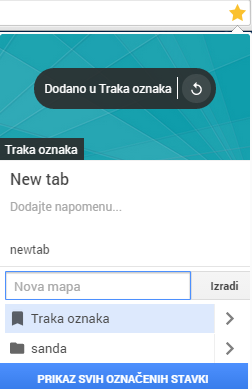 Dodano u Traka oznaka
Traka oznaka
New tab
Dodajte napomenu...
newtab
Nova mapa
Izradi
Traka oznaka
sanda
PRIKAZ SVIH OZNAČENIH STAVKI